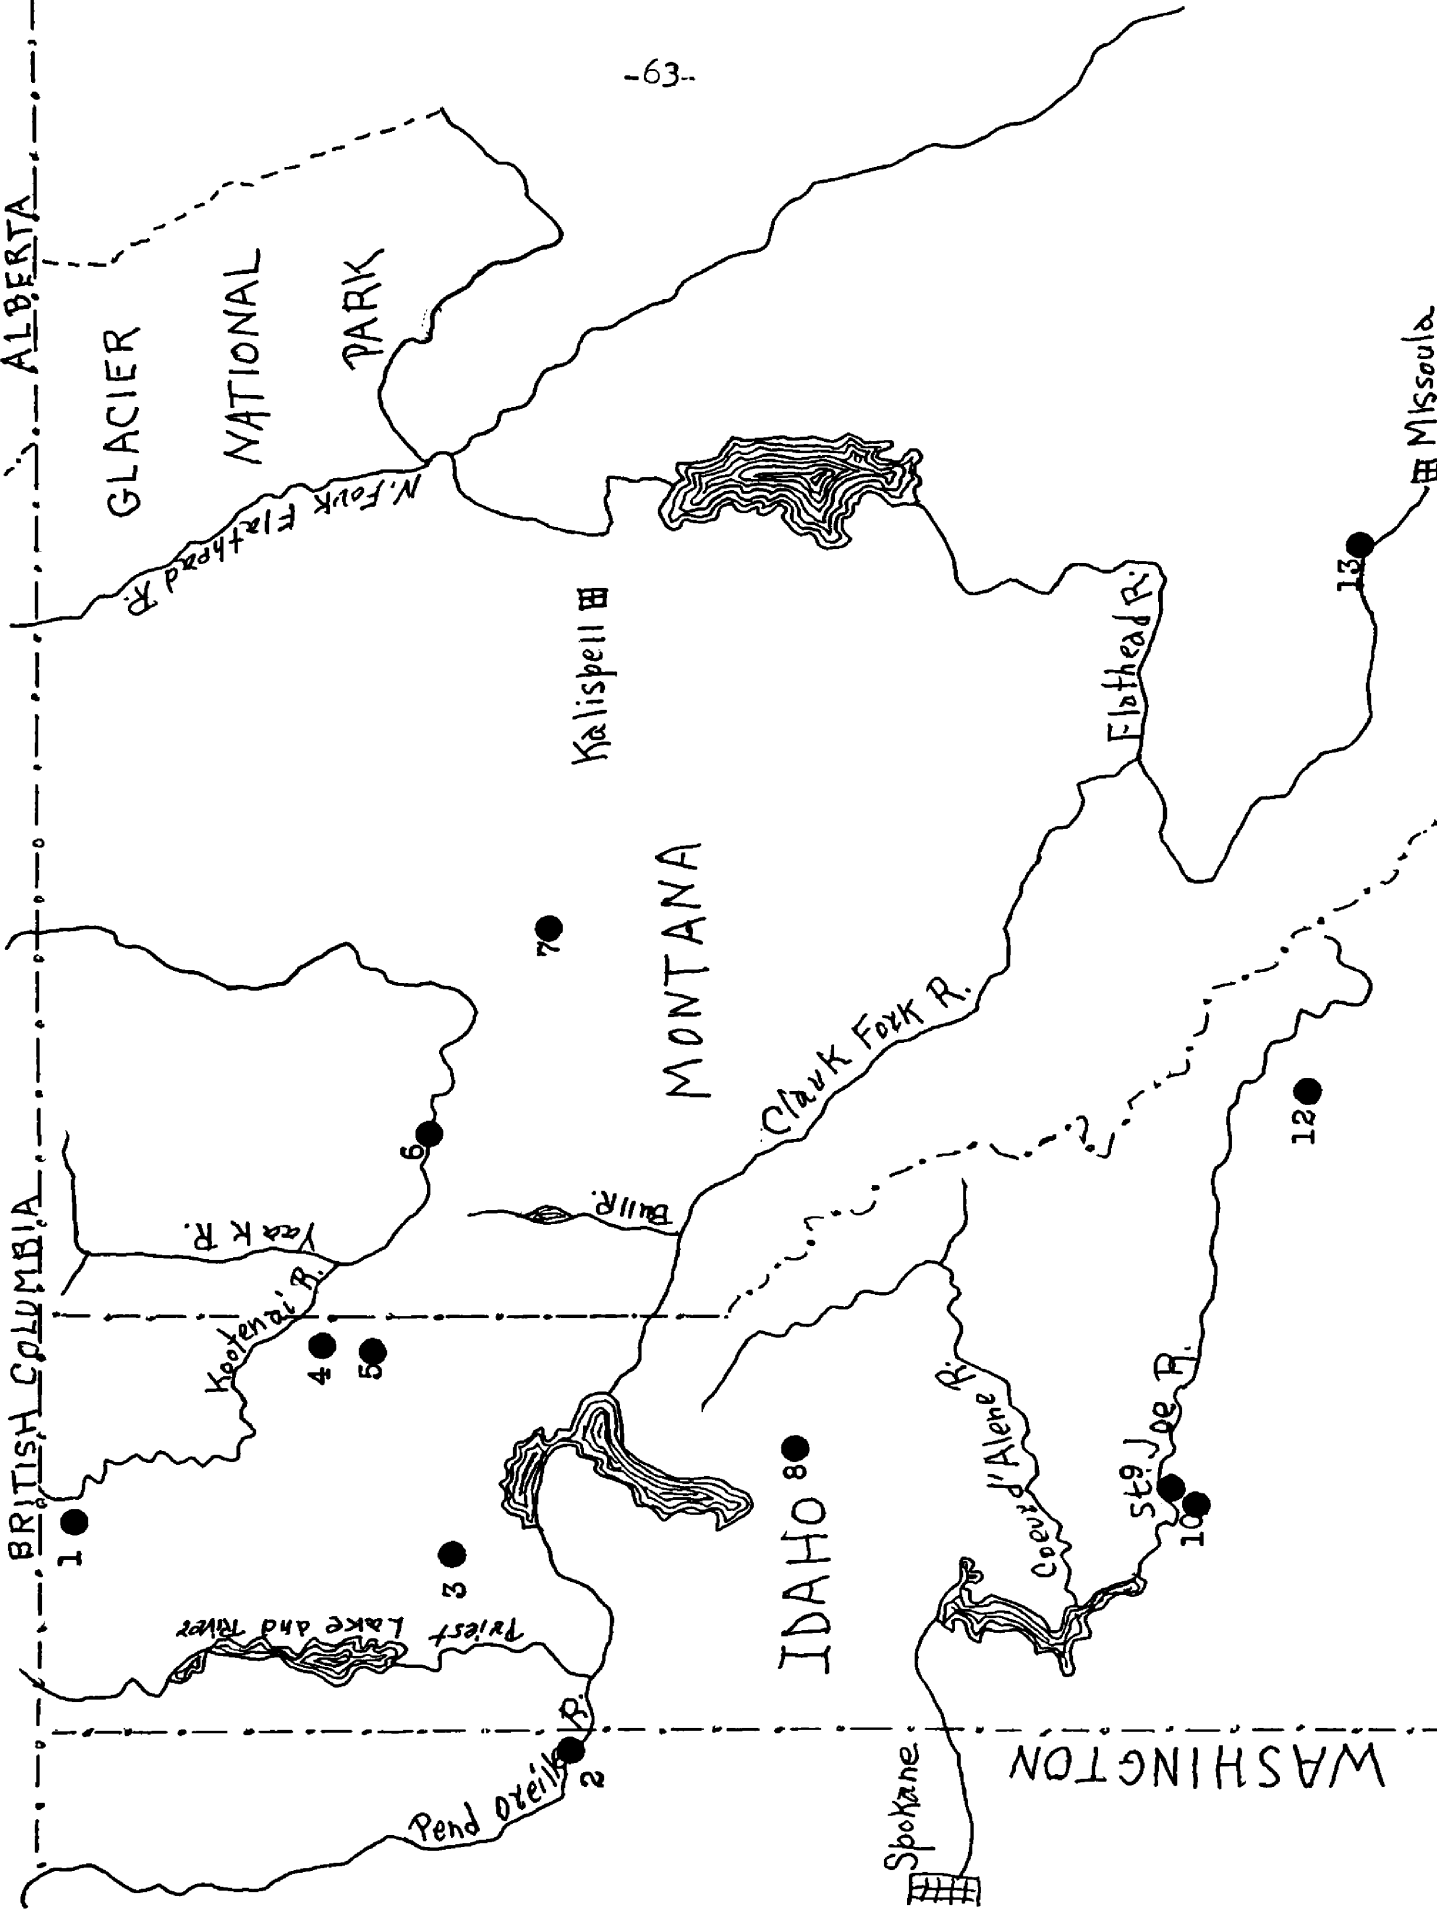 -63-
BRITISH COLUMBIA
ALBERTA
GLACIER
NATIONAL
PARK
N. Fork Flathead R.
Kootenai R.
Yaak R.
1
4
5
6
7
Kalispell
3
Priest Lake and River
Pend Oreille R.
2
Bull R.
MONTANA
Clark Fork R.
Flathead R.
IDAHO
8
Spokane
Coeur d'Alene R.
WASHINGTON
St. Joe R.
9
10
12
13
Missoula